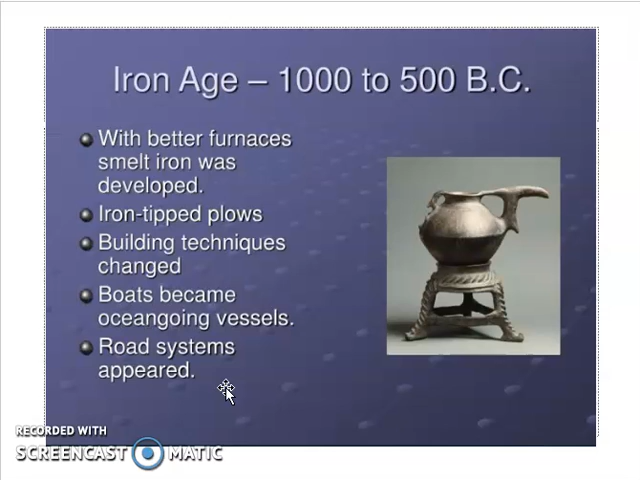 Iron Age – 1000 to 500 B.C.
With better furnaces
smelt iron was
developed.
Iron-tipped plows
Building techniques
changed
Boats became
oceangoing vessels.
Road systems
appeared.
RECORDED WITH
SCREENCAST MATIC